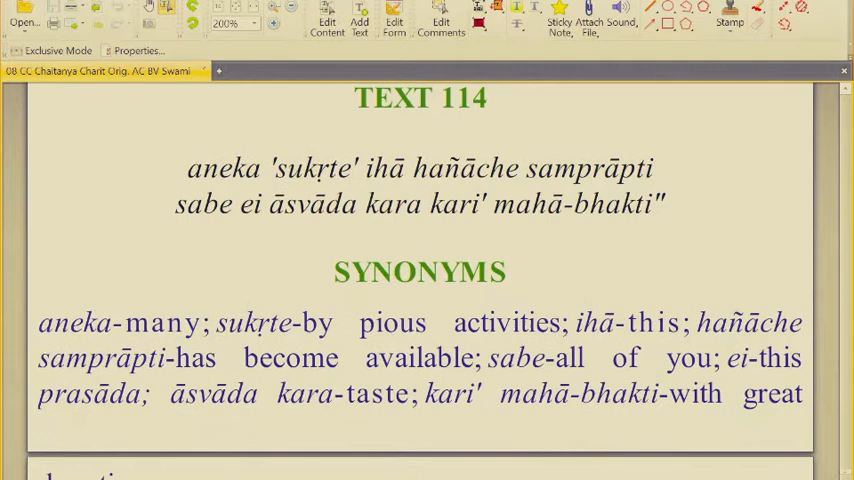 Open...
200%
Edit Content
Add Text
Edit Form
Edit Comments
Sticky Note,
Attach File,
Sound,
Stamp
Exclusive Mode
Properties...
08 CC Chaitanya Charit Orig. AC BV Swami
TEXT 114
aneka 'sukṛte' ihā hañāche samprāpti
sabe ei āsvāda kara kari' mahā-bhakti"
SYNONYMS
aneka-many; sukṛte-by pious activities; ihā-this; hañāche
samprāpti-has become available; sabe-all of you; ei-this
prasāda; āsvāda kara-taste; kari' mahā-bhakti-with great